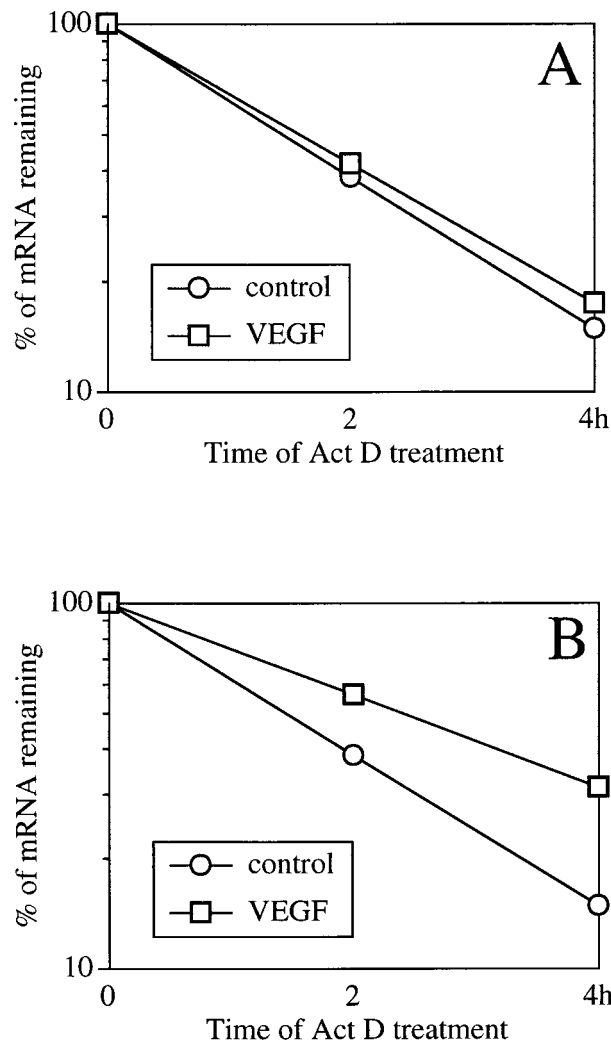 A
100
% of mRNA remaining
control
VEGF
10
0 2 4h
Time of Act D treatment
B
100
% of mRNA remaining
control
VEGF
10
0 2 4h
Time of Act D treatment